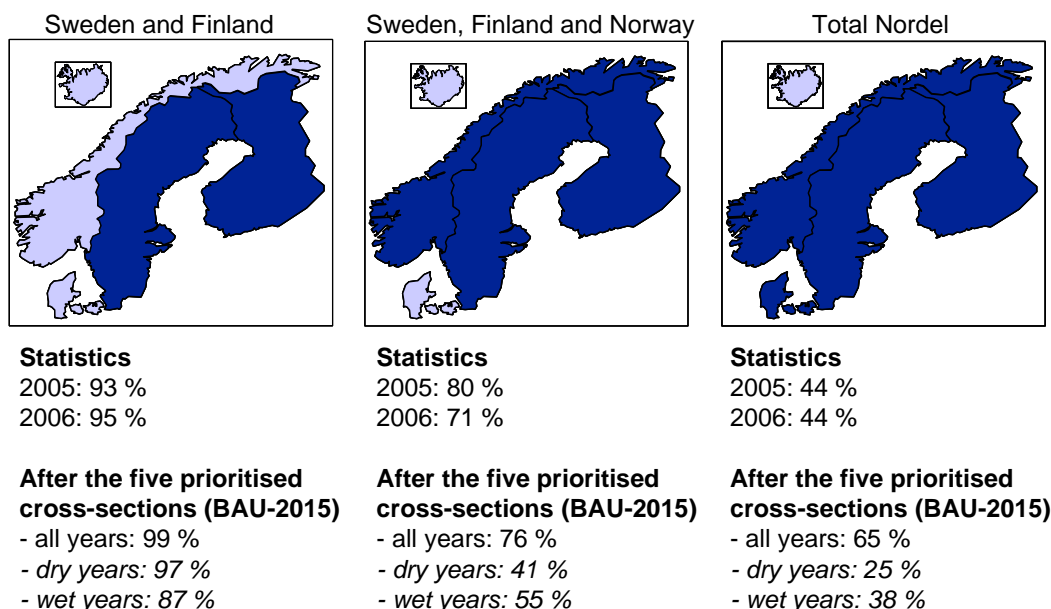 Sweden and Finland
Statistics
2005: 93 %
2006: 95 %
After the five prioritised
cross-sections (BAU-2015)
- all years: 99 %
- dry years: 97 %
- wet years: 87 %
Sweden, Finland and Norway
Statistics
2005: 80 %
2006: 71 %
After the five prioritised
cross-sections (BAU-2015)
- all years: 76 %
- dry years: 41 %
- wet years: 55 %
Total Nordel
Statistics
2005: 44 %
2006: 44 %
After the five prioritised
cross-sections (BAU-2015)
- all years: 65 %
- dry years: 25 %
- wet years: 38 %